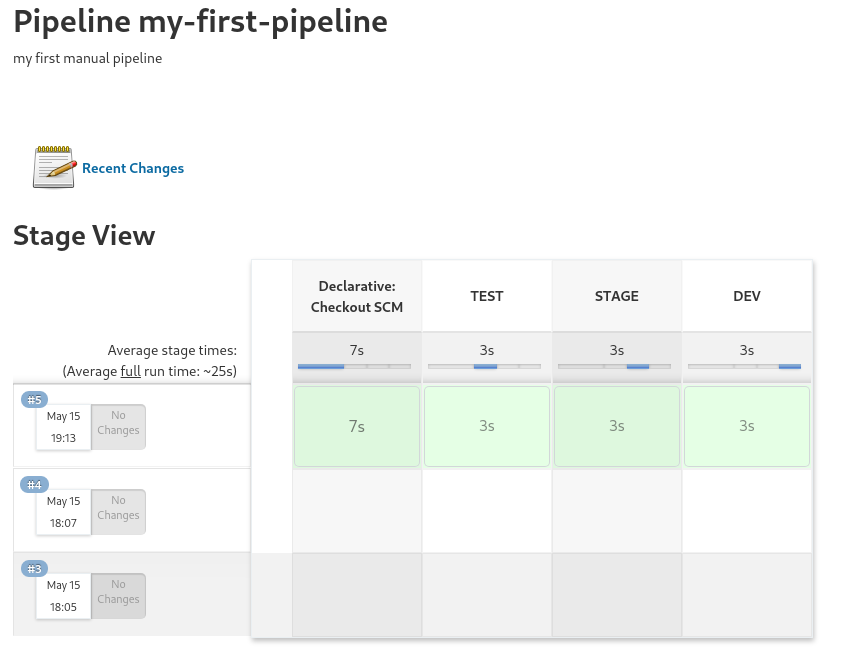 Pipeline my-first-pipeline
my first manual pipeline
Recent Changes
Stage View
Declarative:
Checkout SCM
TEST
STAGE
DEV
Average stage times:
(Average full run time: ~25s)
7s
3s
3s
3s
#5
May 15
19:13
No
Changes
7s
3s
3s
3s
#4
May 15
18:07
No
Changes
#3
May 15
18:05
No
Changes